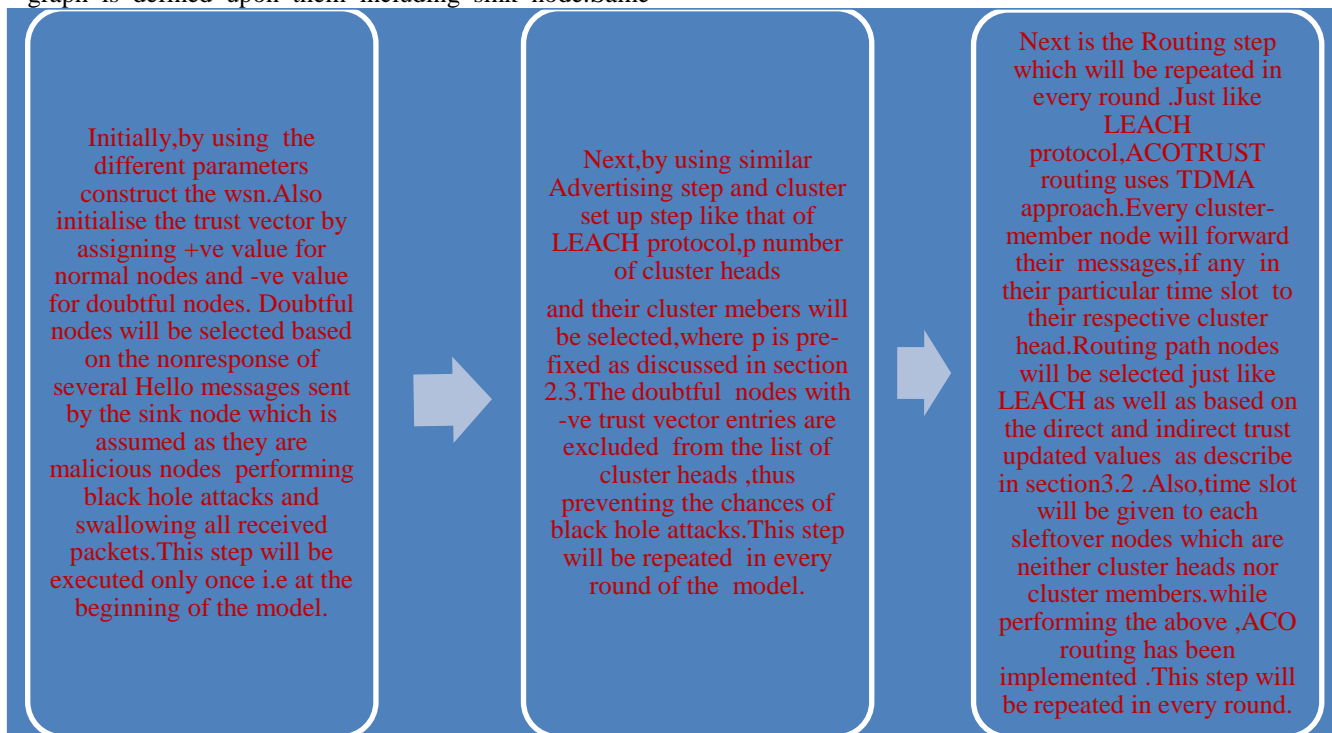 graph is defined upon them including sink node.Same
Initially,by using the
different parameters
construct the wsn.Also
initialise the trust vector by
assigning +ve value for
normal nodes and -ve value
for doubtful nodes. Doubtful
nodes will be selected based
on the nonresponse of
several Hello messages sent
by the sink node which is
assumed as they are
malicious nodes performing
black hole attacks and
swallowing all received
packets.This step will be
executed only once i.e at the
beginning of the model.
Next,by using similar
Advertising step and cluster
set up step like that of
LEACH protocol,p number
of cluster heads
and their cluster mebers will
be selected,where p is pre-
fixed as discussed in section
2.3.The doubtful nodes with
-ve trust vector entries are
excluded from the list of
cluster heads ,thus
preventing the chances of
black hole attacks.This step
will be repeated in every
round of the model.
Next is the Routing step
which will be repeated in
every round .Just like
LEACH
protocol,ACOTRUST
routing uses TDMA
approach.Every cluster-
member node will forward
their messages,if any in
their particular time slot to
their respective cluster
head.Routing path nodes
will be selected just like
LEACH as well as based on
the direct and indirect trust
updated values as describe
in section3.2 .Also,time slot
will be given to each
sleftover nodes which are
neither cluster heads nor
cluster members.while
performing the above ,ACO
routing has been
implemented .This step will
be repeated in every round.